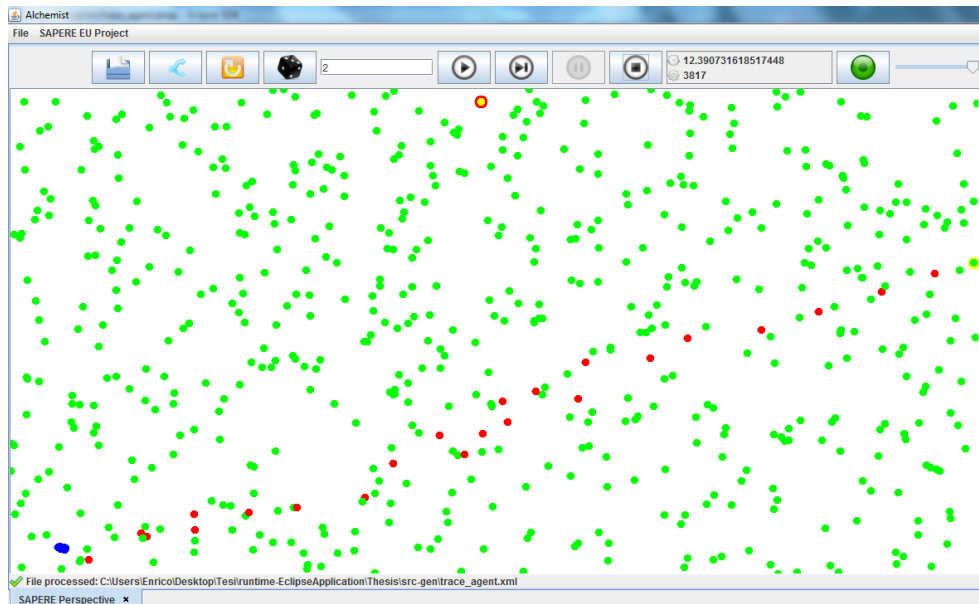 Alchemist
File SAPERE EU Project
2
12.390731618517448
3817
File processed: C:\Users\Enrico\Desktop\Tesi\runtime-EclipseApplication\Thesis\src-gen\trace_agent.xml
SAPERE Perspective ×